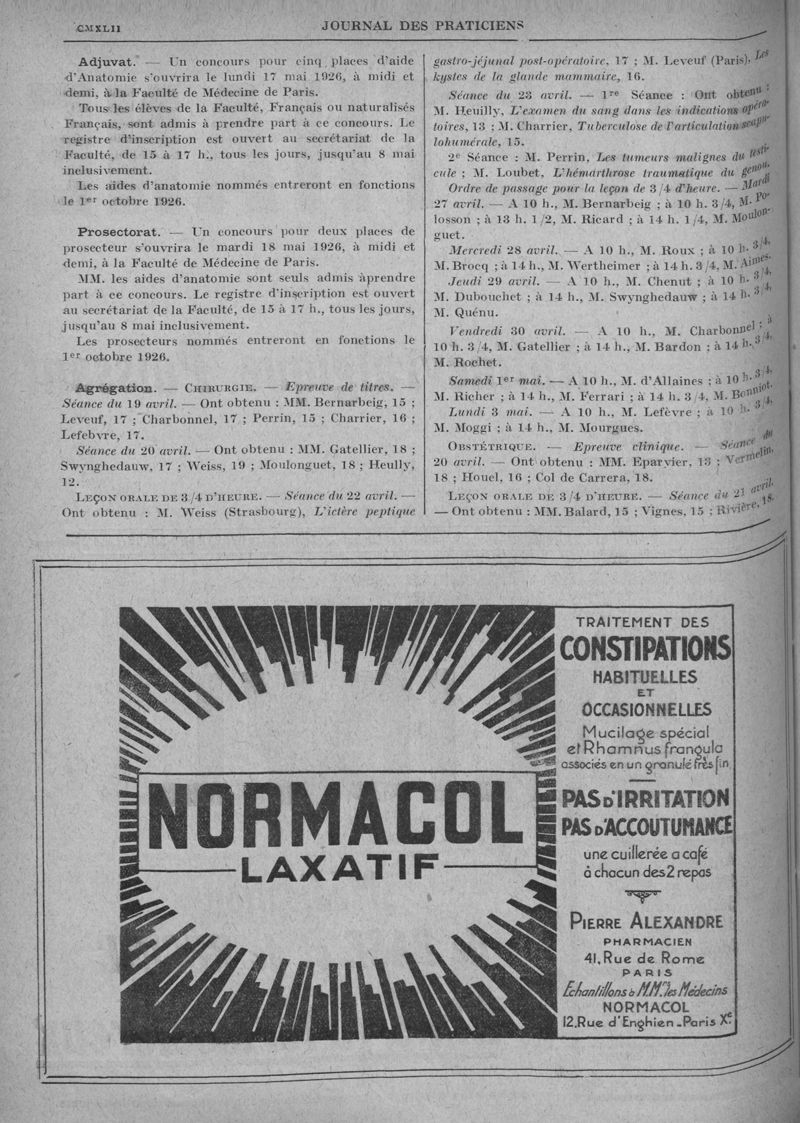 CMXLII
JOURNAL DES PRATICIENS
Adjuvat. — Un concours pour cinq places d'aide
d'Anatomie s'ouvrira le lundi 17 mai 1926, à midi et
demi, à la Faculté de Médecine de Paris.
Tous les élèves de la Faculté, Français ou naturalisés
Français, sont admis à prendre part à ce concours. Le
registre d'inscription est ouvert au secrétariat de la
Faculté, de 15 à 17 h., tous les jours, jusqu'au 8 mai
inclusivement.
Les aides d'anatomie nommés entreront en fonctions
le 1er octobre 1926.
Prosectorat. — Un concours pour deux places de
prosecteur s'ouvrira le mardi 18 mai 1926, à midi et
demi, à la Faculté de Médecine de Paris.
MM. les aides d'anatomie sont seuls admis àprendre
part à ce concours. Le registre d'inscription est ouvert
au secrétariat de la Faculté, de 15 à 17 h., tous les jours,
jusqu'au 8 mai inclusivement.
Les prosecteurs nommés entreront en fonctions le
1er octobre 1926.
Agrégation. — CHIRURGIE. — Epreuve de titres. —
Séance du 19 avril. — Ont obtenu : MM. Bernarbeig, 15 ;
Leveuf, 17 ; Charbonnel, 17 ; Perrin, 15 ; Charrier, 16 ;
Lefebvre, 17.
Séance du 20 avril. — Ont obtenu : MM. Gatellier, 18 ;
Swynghedauw, 17 ; Weiss, 19 ; Moulonguet, 18 ; Heully,
12.
LEÇON ORALE DE 3/4 D'HEURE. — Séance du 22 avril. —
Ont obtenu : M. Weiss (Strasbourg), L'ictère peptique
gastro-jéjunal post-opératoire, 17 ; M. Leveuf (Paris). Les
kystes de la glande mammaire, 16.
Séance du 23 avril. — 1re Séance : Ont obtenu :
M. Heuilly, L'examen du sang dans les indications opéra-
toires, 13 ; M. Charrier, Tuberculose de l'articulation scapu-
lohumérale, 15.
2e Séance : M. Perrin, Les tumeurs malignes du testi-
cule ; M. Loubet, L'hémarthrose traumatique du genou.
Ordre de passage pour la leçon de 3/4 d'heure. — Mardi
27 avril. — A 10 h., M. Bernarbeig ; à 10 h. 3/4, M. Po-
losson ; à 13 h. 1/2, M. Ricard ; à 14 h. 1/4, M. Moulon-
guet.
Mercredi 28 avril. — A 10 h., M. Roux ; à 10 h. 3/4,
M. Brocq ; à 14 h., M. Wertheimer ; à 14 h. 3/4, M. Aimes.
Jeudi 29 avril. — A 10 h., M. Chenut ; à 10 h. 3/4,
M. Dubouchet ; à 14 h., M. Swynghedauw ; à 14 h. 3/4,
M. Quénu.
Vendredi 30 avril. — A 10 h., M. Charbonnel ; à
10 h. 3/4, M. Gatellier ; à 14 h., M. Bardon ; à 14 h. 3/4,
M. Rochet.
Samedi 1er mai. — A 10 h., M. d'Allaines ; à 10 h. 3/4,
M. Richer ; à 14 h., M. Ferrari ; à 14 h. 3/4, M. Bonniot.
Lundi 3 mai. — A 10 h., M. Lefèvre ; à 10 h. 3/4,
M. Moggi ; à 14 h., M. Mourgues.
OBSTÉTRIQUE. — Epreuve clinique. — Séance du
20 avril. — Ont obtenu : MM. Eparvier, 13 ; Vermelin,
18 ; Houel, 16 ; Col de Carrera, 18.
LEÇON ORALE DE 3/4 D'HEURE. — Séance du 21 avril.
— Ont obtenu : MM. Balard, 15 ; Vignes, 15 ; Rivière, 18.
NORMACOL
LAXATIF
TRAITEMENT DES
CONSTIPATIONS
HABITUELLES
ET
OCCASIONNELLES
Mucilage spécial
et Rhamnus frangula
associés en un granulé très fin
PAS D'IRRITATION
PAS D'ACCOUTUMANCE
une cuillerée a café
à chacun des 2 repas
PIERRE ALEXANDRE
PHARMACIEN
41, Rue de Rome
PARIS
Echantillons à M.M. les Médecins
NORMACOL
12, Rue d'Enghien - Paris Xe